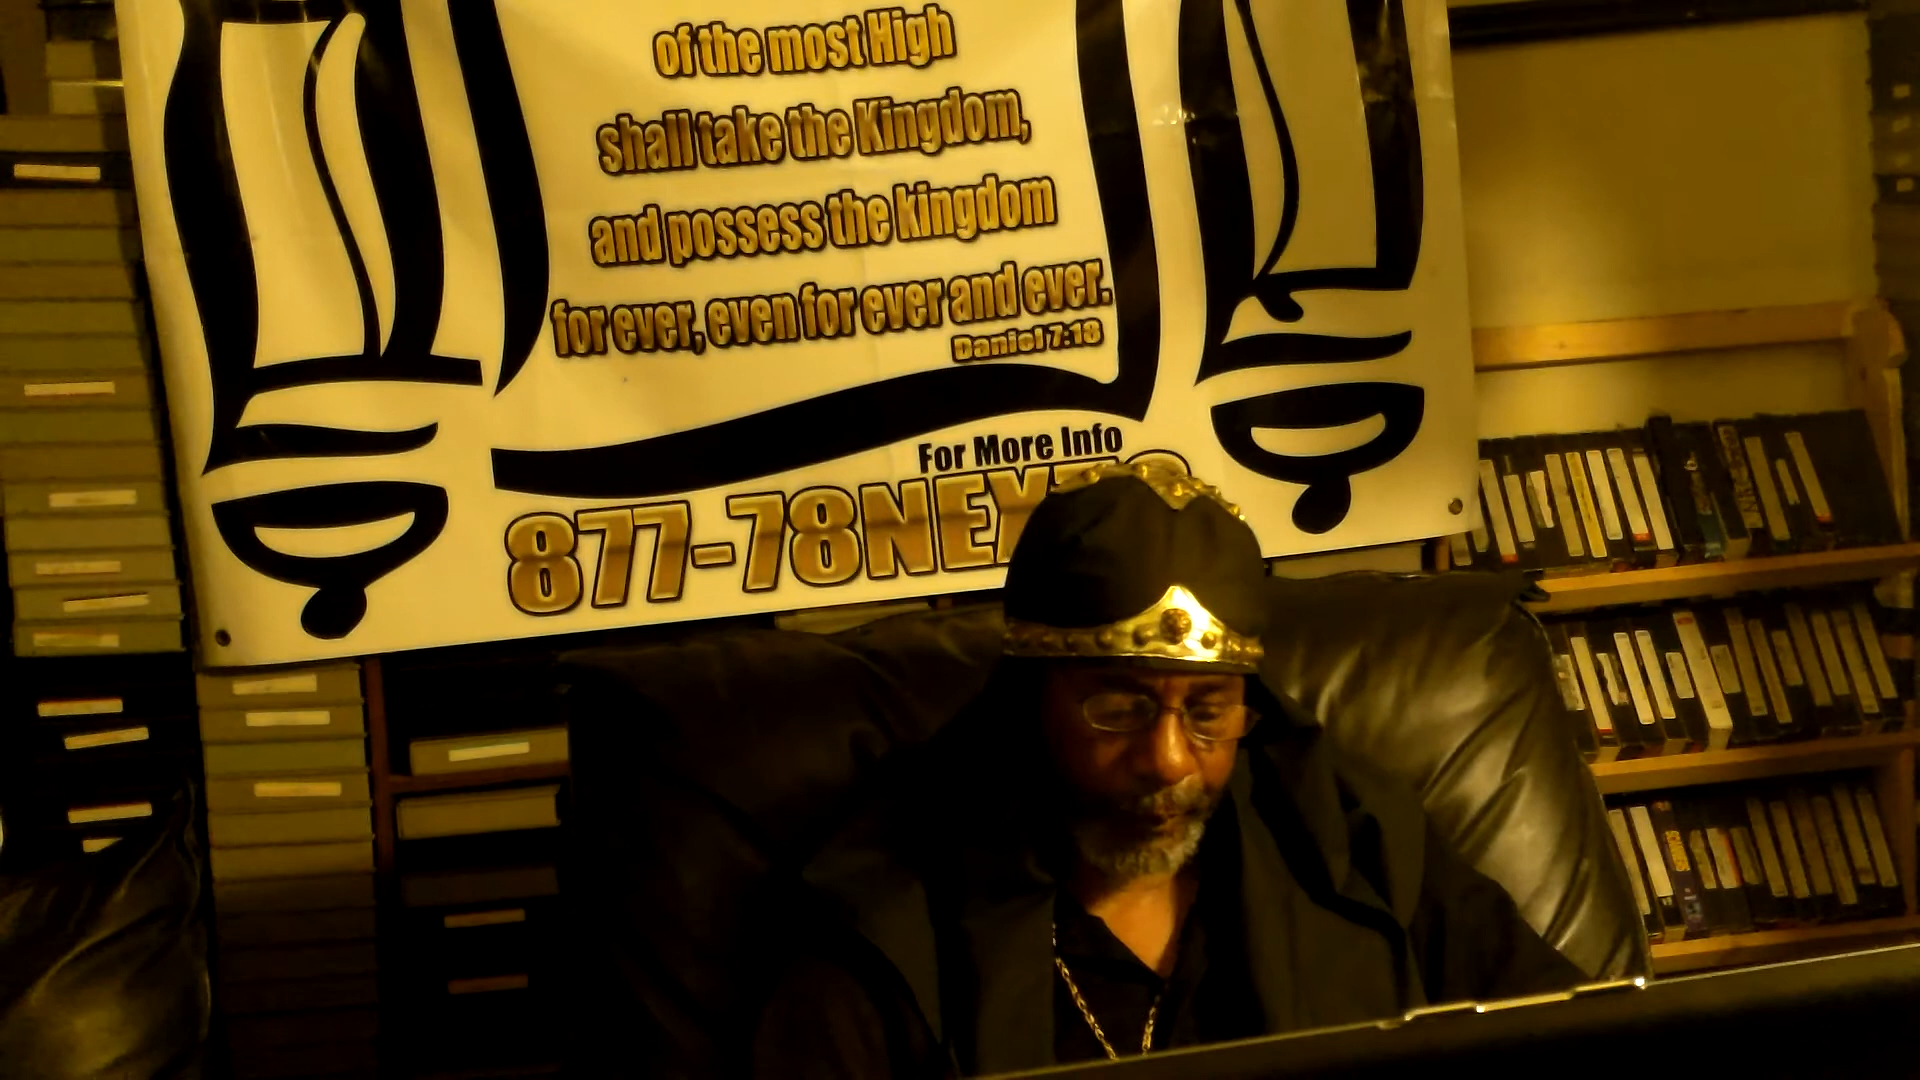 of the most High
shall take the Kingdom,
and possess the kingdom
for ever, even for ever and ever.
Daniel 7:18
For More Info